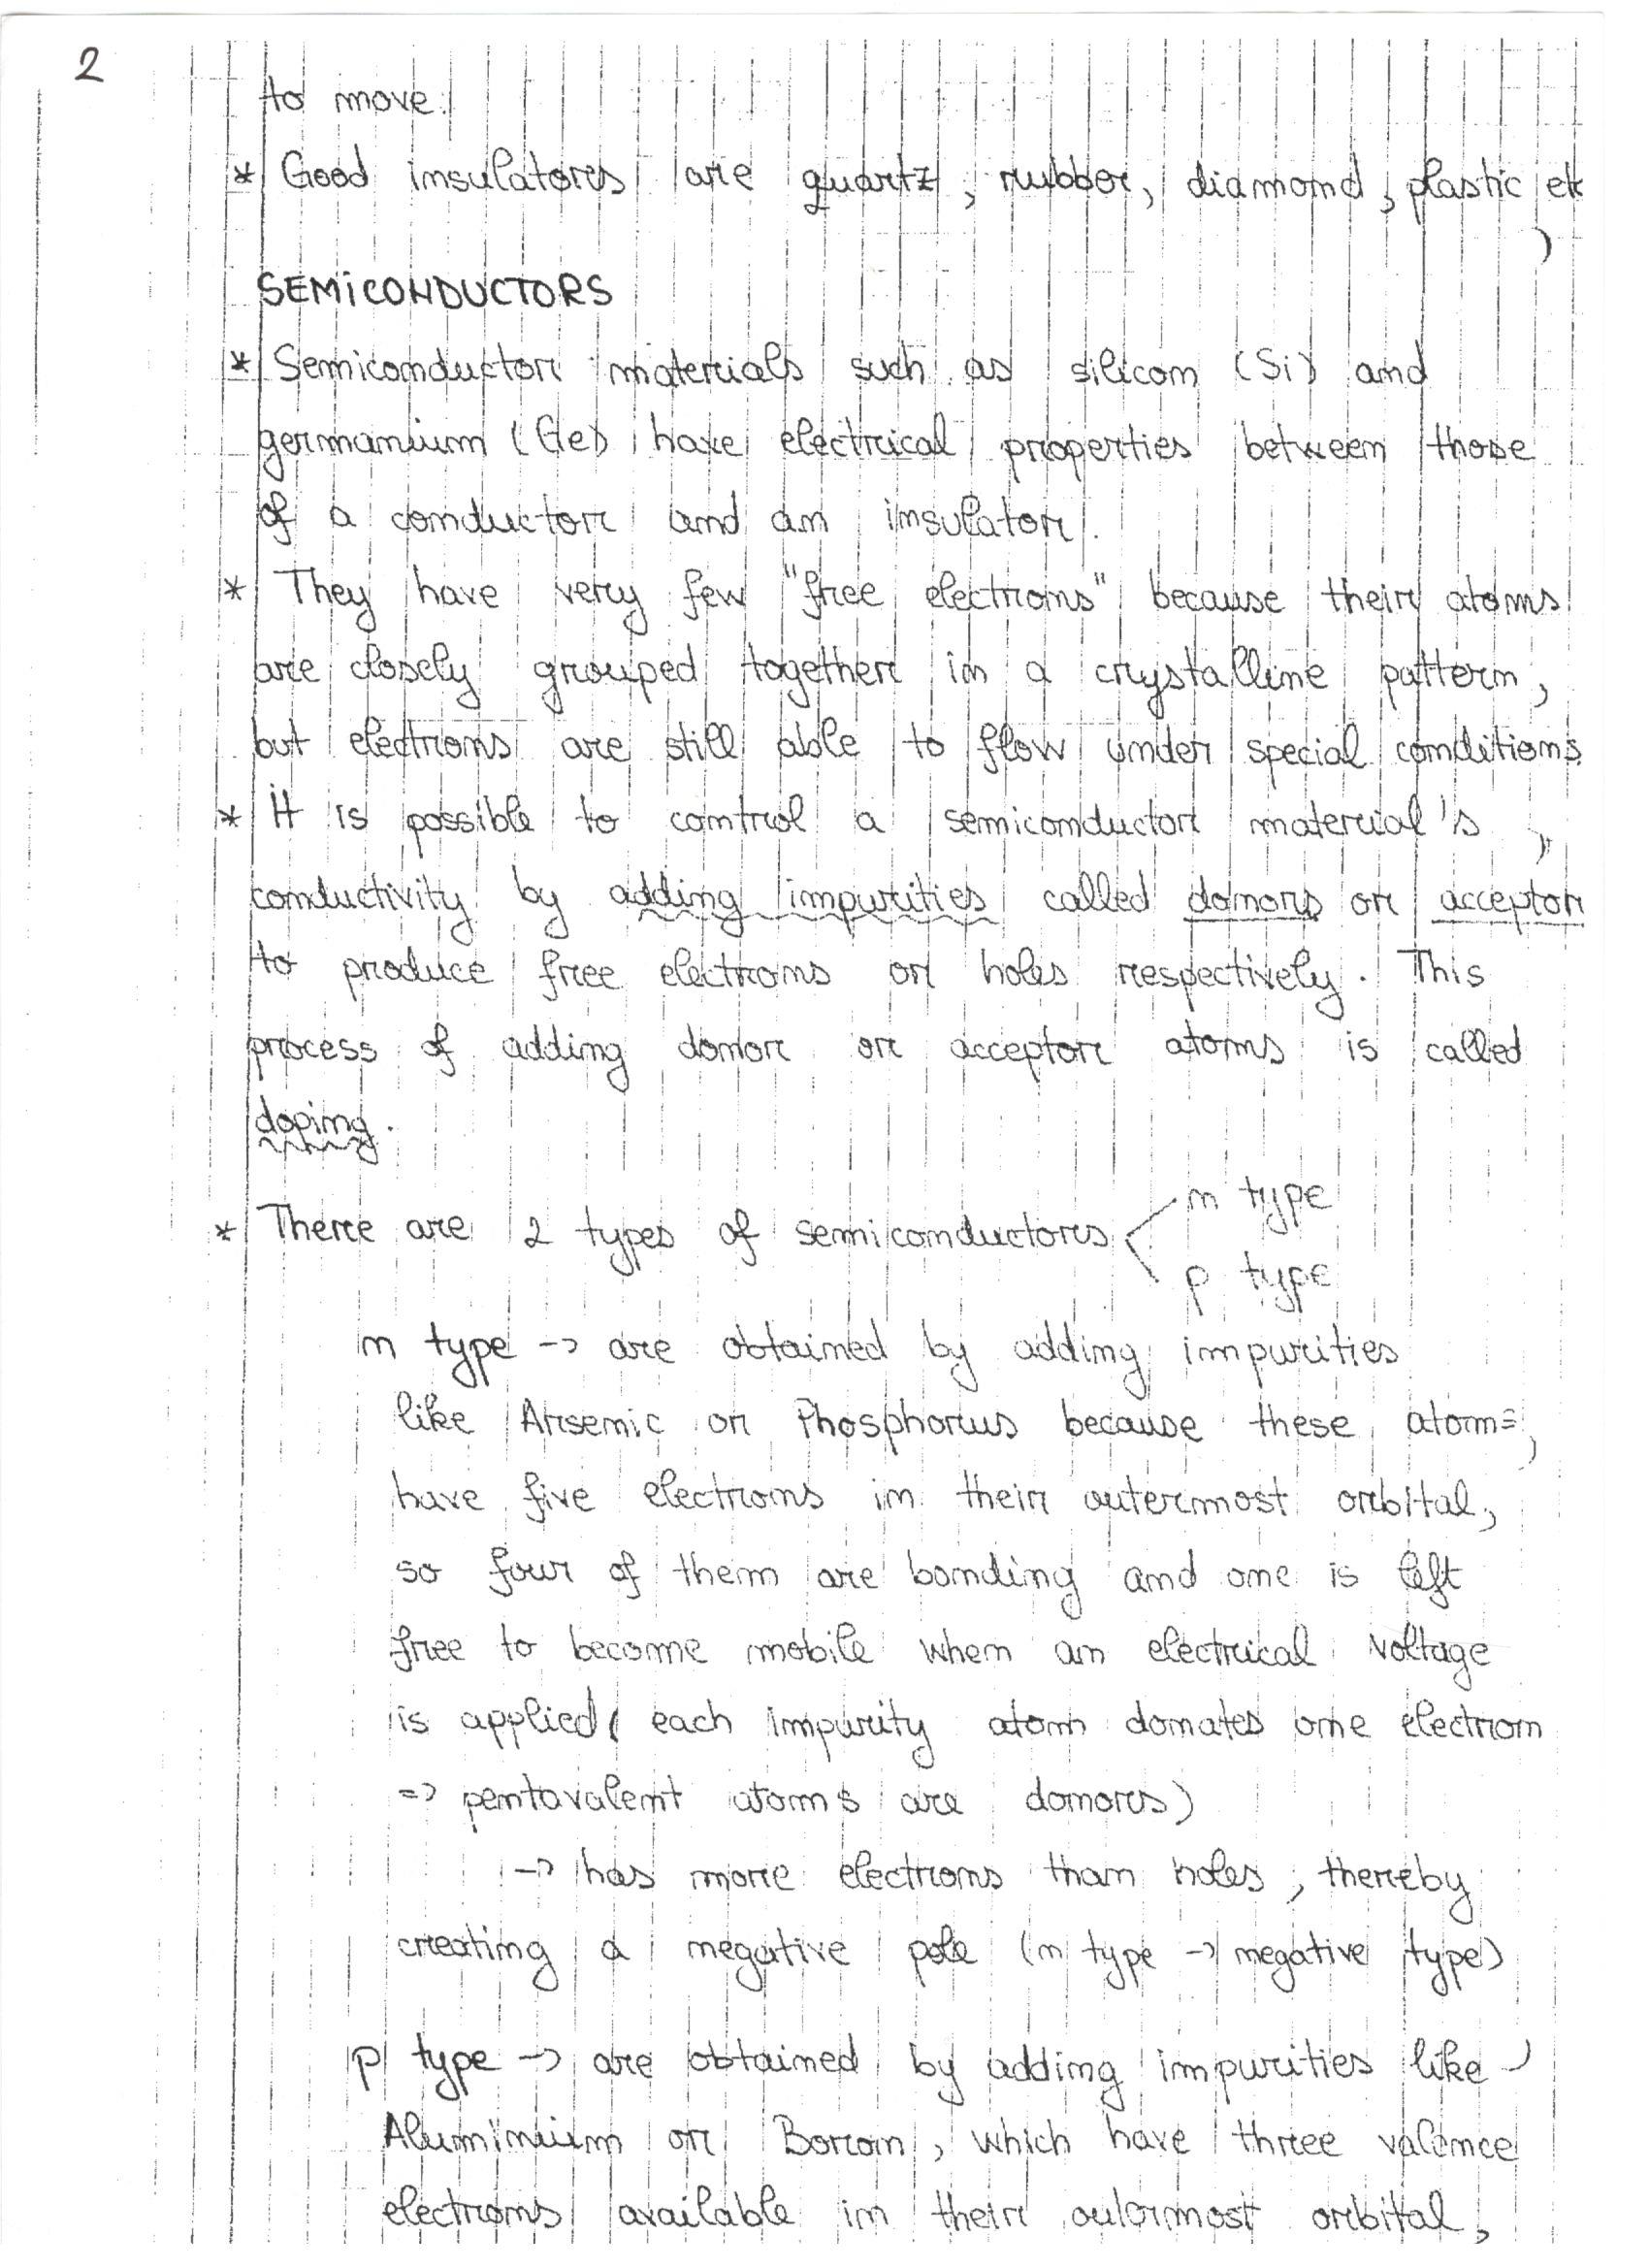 2
to move.
* Good insulators are quartz, rubber, diamond, plastic etc
SEMiCONDUCTORS
* Semiconductor materials such as silicon (Si) and
germanium (Ge) have electrical properties between those
of a conductor and an insulator.
* They have very few "free electrons" because their atoms
are closely grouped together in a crystalline pattern,
but electrons are still able to flow under special conditions.
* It is possible to control a semiconductor material's
conductivity by adding impurities called donors or acceptor
to produce free electrons or holes respectively. This
process of adding donor or acceptor atoms is called
doping.
n type
* There are 2 types of semiconductors
p type
n type -> are obtained by adding impurities
like Arsenic or Phosphorus because these atoms
have five electrons in their outermost orbital,
so four of them are bonding and one is left
free to become mobile when an electrical voltage
is applied ( each impurity atom donates one electron
=> pentavalent atoms are donors)
-> has more electrons than holes, thereby
creating a negative pole (n type -> negative type)
p type -> are obtained by adding impurities like
Aluminium or Boron, which have three valence
electrons available in their outermost orbital,